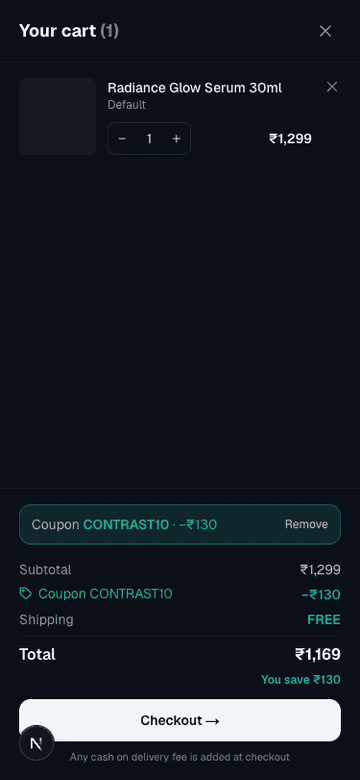 Your cart (1)
Radiance Glow Serum 30ml
Default
− 1 + ₹1,299
Coupon CONTRAST10 · −₹130 Remove
Subtotal ₹1,299
Coupon CONTRAST10 −₹130
Shipping FREE
Total ₹1,169
You save ₹130
Checkout →
N
Any cash on delivery fee is added at checkout